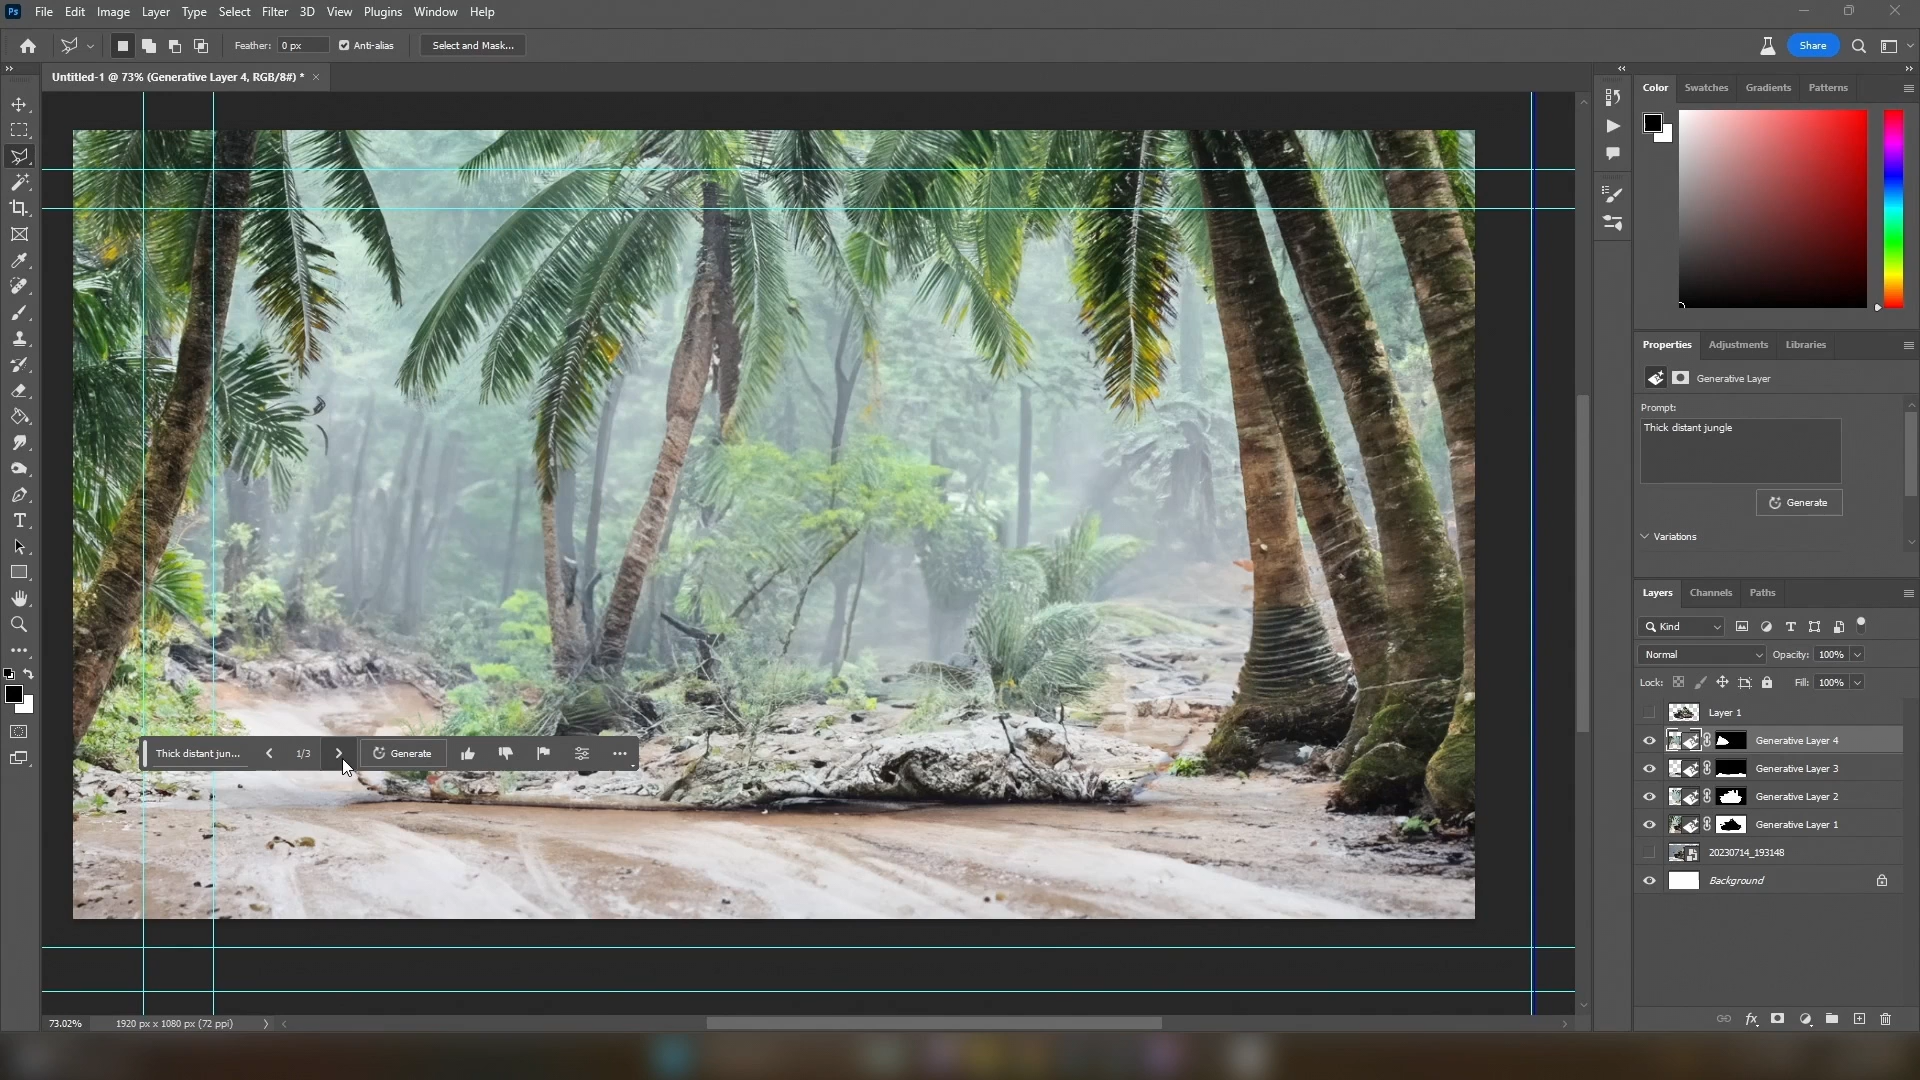 Ps File Edit Image Layer Type Select Filter 3D View Plugins Window Help
Feather: 0 px Anti-alias Select and Mask... Share
Untitled-1 @ 73% (Generative Layer 4, RGB/8#) * ×
Color Swatches Gradients Patterns
Properties Adjustments Libraries
Generative Layer
Prompt:
Thick distant jungle
Generate
Variations
Layers Channels Paths
Kind
Normal Opacity: 100%
Lock: Fill: 100%
Layer 1
Generative Layer 4
Generative Layer 3
Generative Layer 2
Generative Layer 1
20230714_193148
Background
Thick distant jun... 1/3 Generate
73.02% 1920 px x 1080 px (72 ppi)